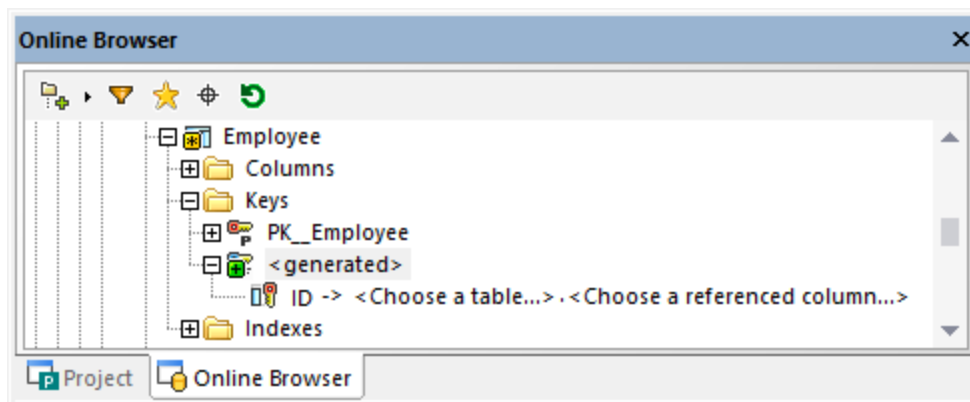 Online Browser
Employee
Columns
Keys
PK__Employee
<generated>
ID -> <Choose a table...>.<Choose a referenced column...>
Indexes
Project Online Browser